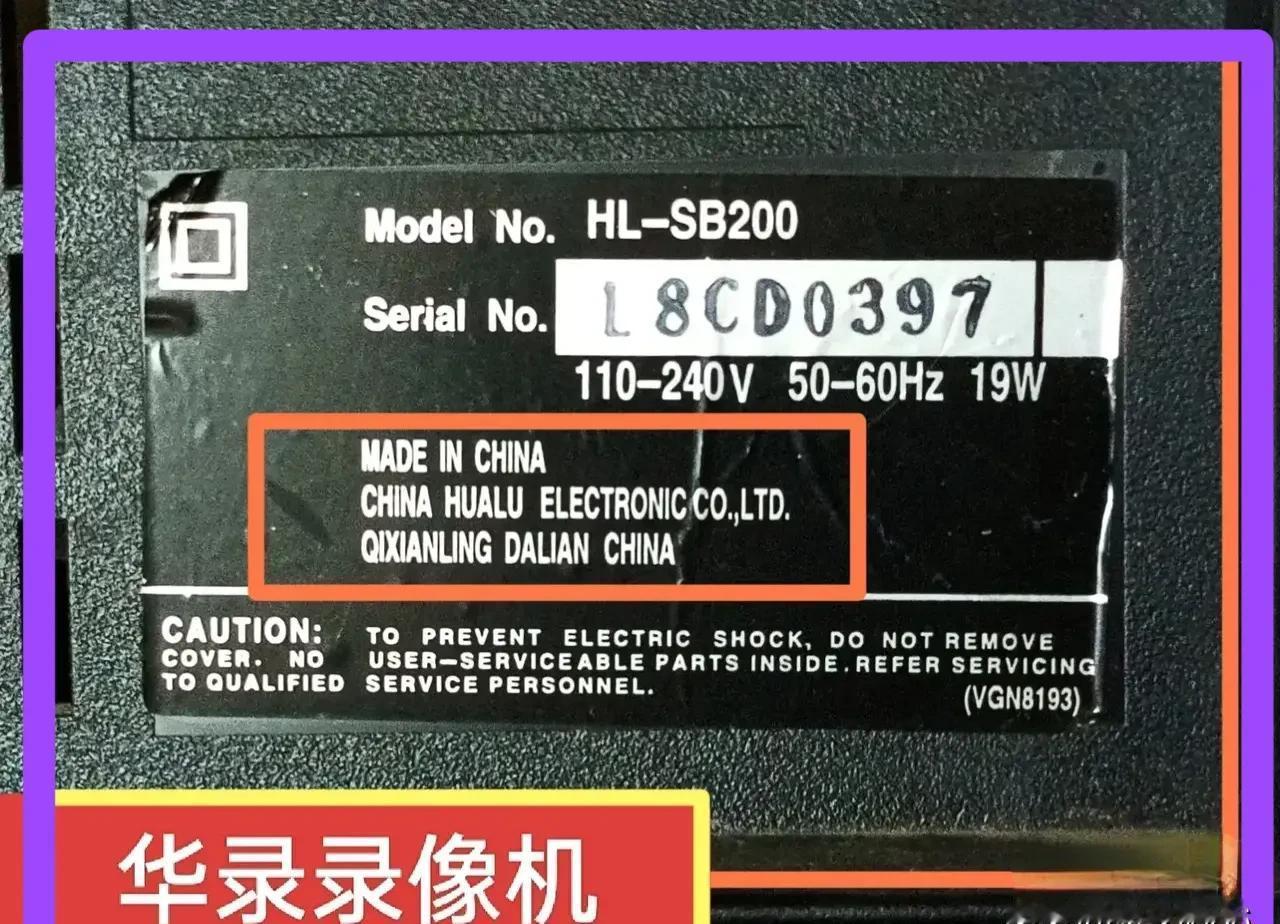 Model No. HL-SB200
Serial No. L8CD0397
110-240V 50-60Hz 19W
MADE IN CHINA
CHINA HUALU ELECTRONIC CO.,LTD.
QIXIANLING DALIAN CHINA
CAUTION: TO PREVENT ELECTRIC SHOCK, DO NOT REMOVE
COVER. NO USER-SERVICEABLE PARTS INSIDE. REFER SERVICING
TO QUALIFIED SERVICE PERSONNEL.
(VGN8193)
华录录像机